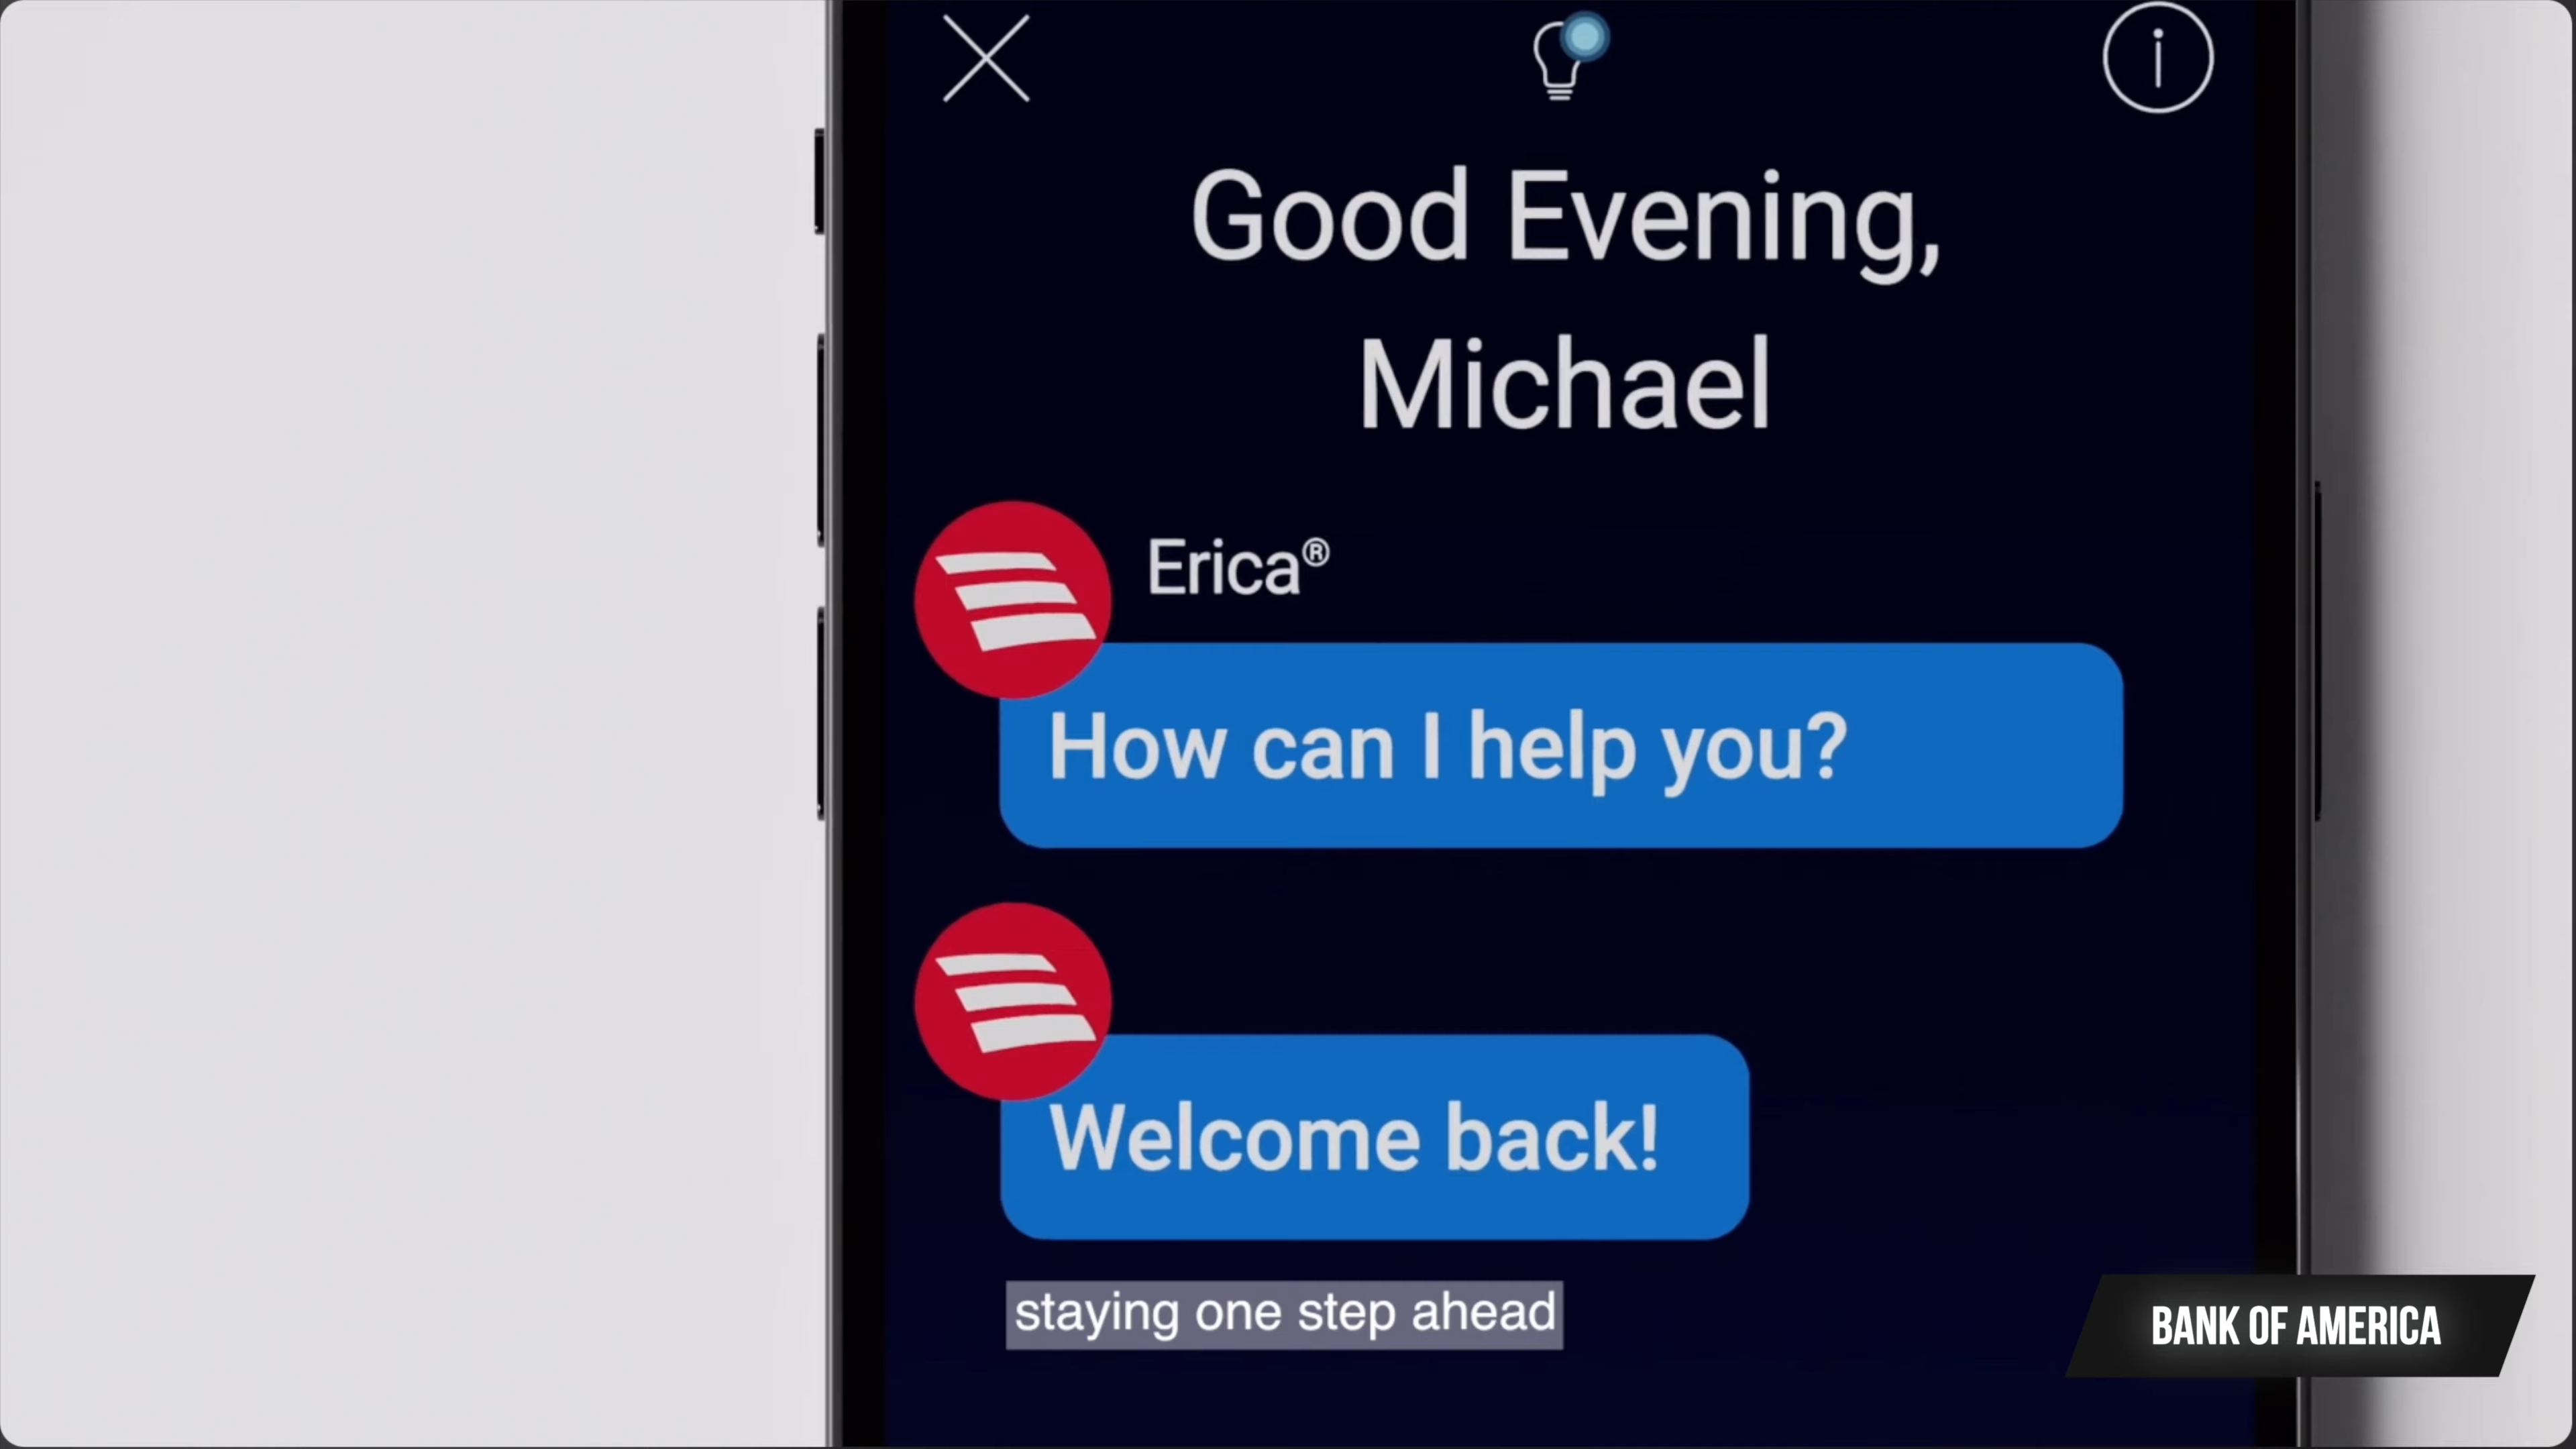 Good Evening,
Michael
Erica®
How can I help you?
Welcome back!
staying one step ahead
BANK OF AMERICA